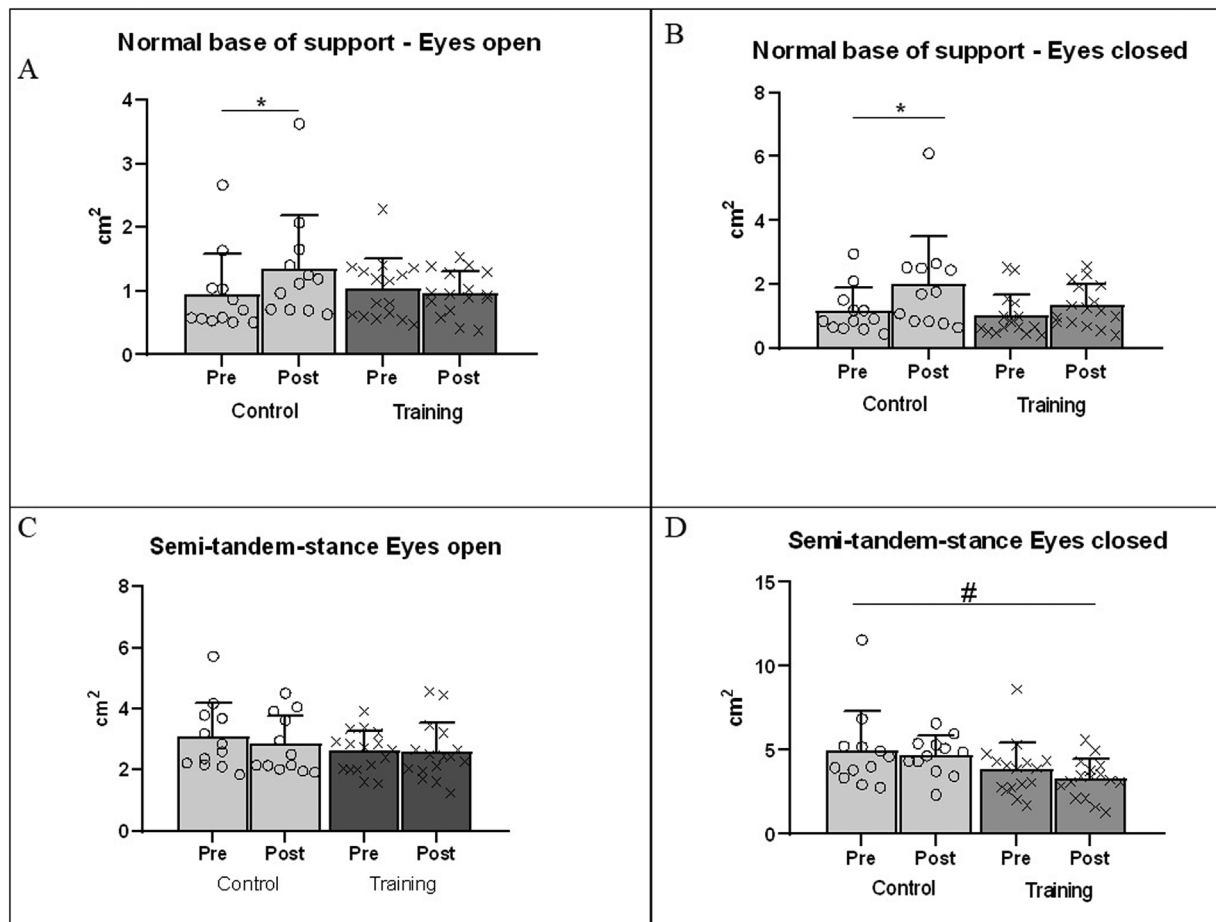 A
Normal base of support - Eyes open
cm²
4
3
2
1
0
*
Pre Post Pre Post
Control Training
B
Normal base of support - Eyes closed
cm²
8
6
4
2
0
*
Pre Post Pre Post
Control Training
C
Semi-tandem-stance Eyes open
cm²
8
6
4
2
0
Pre Post Pre Post
Control Training
D
Semi-tandem-stance Eyes closed
cm²
15
10
5
0
#
Pre Post Pre Post
Control Training